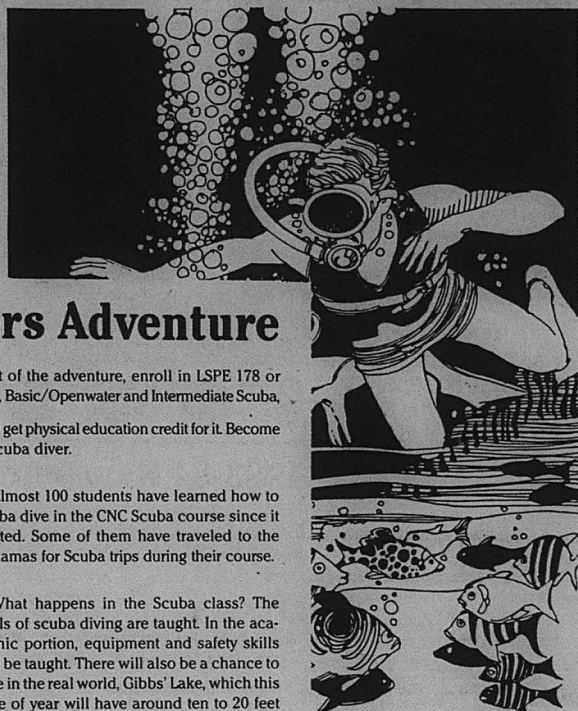 rs Adventure
t of the adventure, enroll in LSPE 178 or
, Basic/Openwater and Intermediate Scuba,
get physical education credit for it. Become
cuba diver.
lmost 100 students have learned how to
ba dive in the CNC Scuba course since it
ted. Some of them have traveled to the
amas for Scuba trips during their course.
What happens in the Scuba class? The
ls of scuba diving are taught. In the aca-
nic portion, equipment and safety skills
be taught. There will also be a chance to
e in the real world, Gibbs' Lake, which this
e of year will have around ten to 20 feet